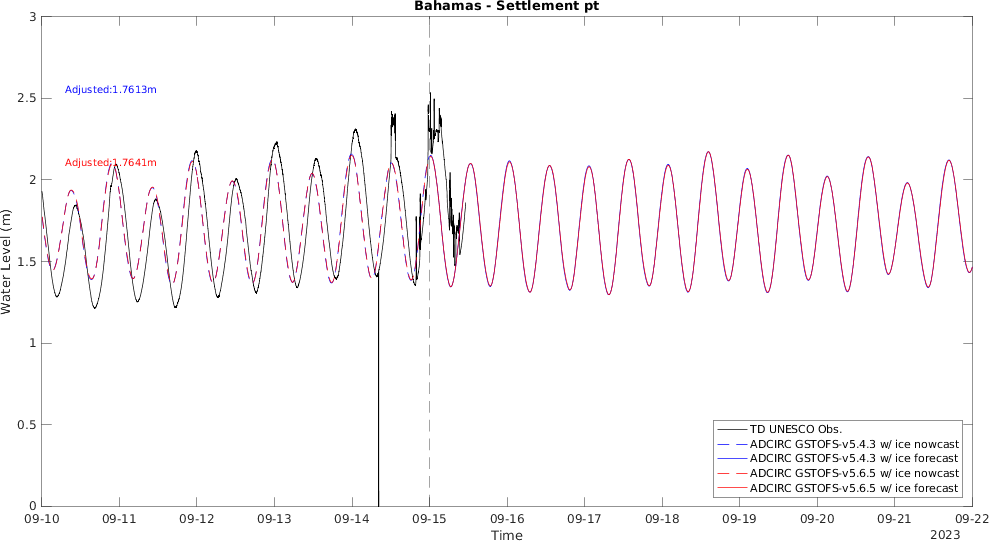 Bahamas - Settlement pt
Water Level (m)
3
2.5
2
1.5
1
0.5
0
Adjusted:1.7613m
Adjusted:1.7641m
TD UNESCO Obs.
ADCIRC GSTOFS-v5.4.3 w/ ice nowcast
ADCIRC GSTOFS-v5.4.3 w/ ice forecast
ADCIRC GSTOFS-v5.6.5 w/ ice nowcast
ADCIRC GSTOFS-v5.6.5 w/ ice forecast
09-10 09-11 09-12 09-13 09-14 09-15 09-16 09-17 09-18 09-19 09-20 09-21 09-22
Time
2023